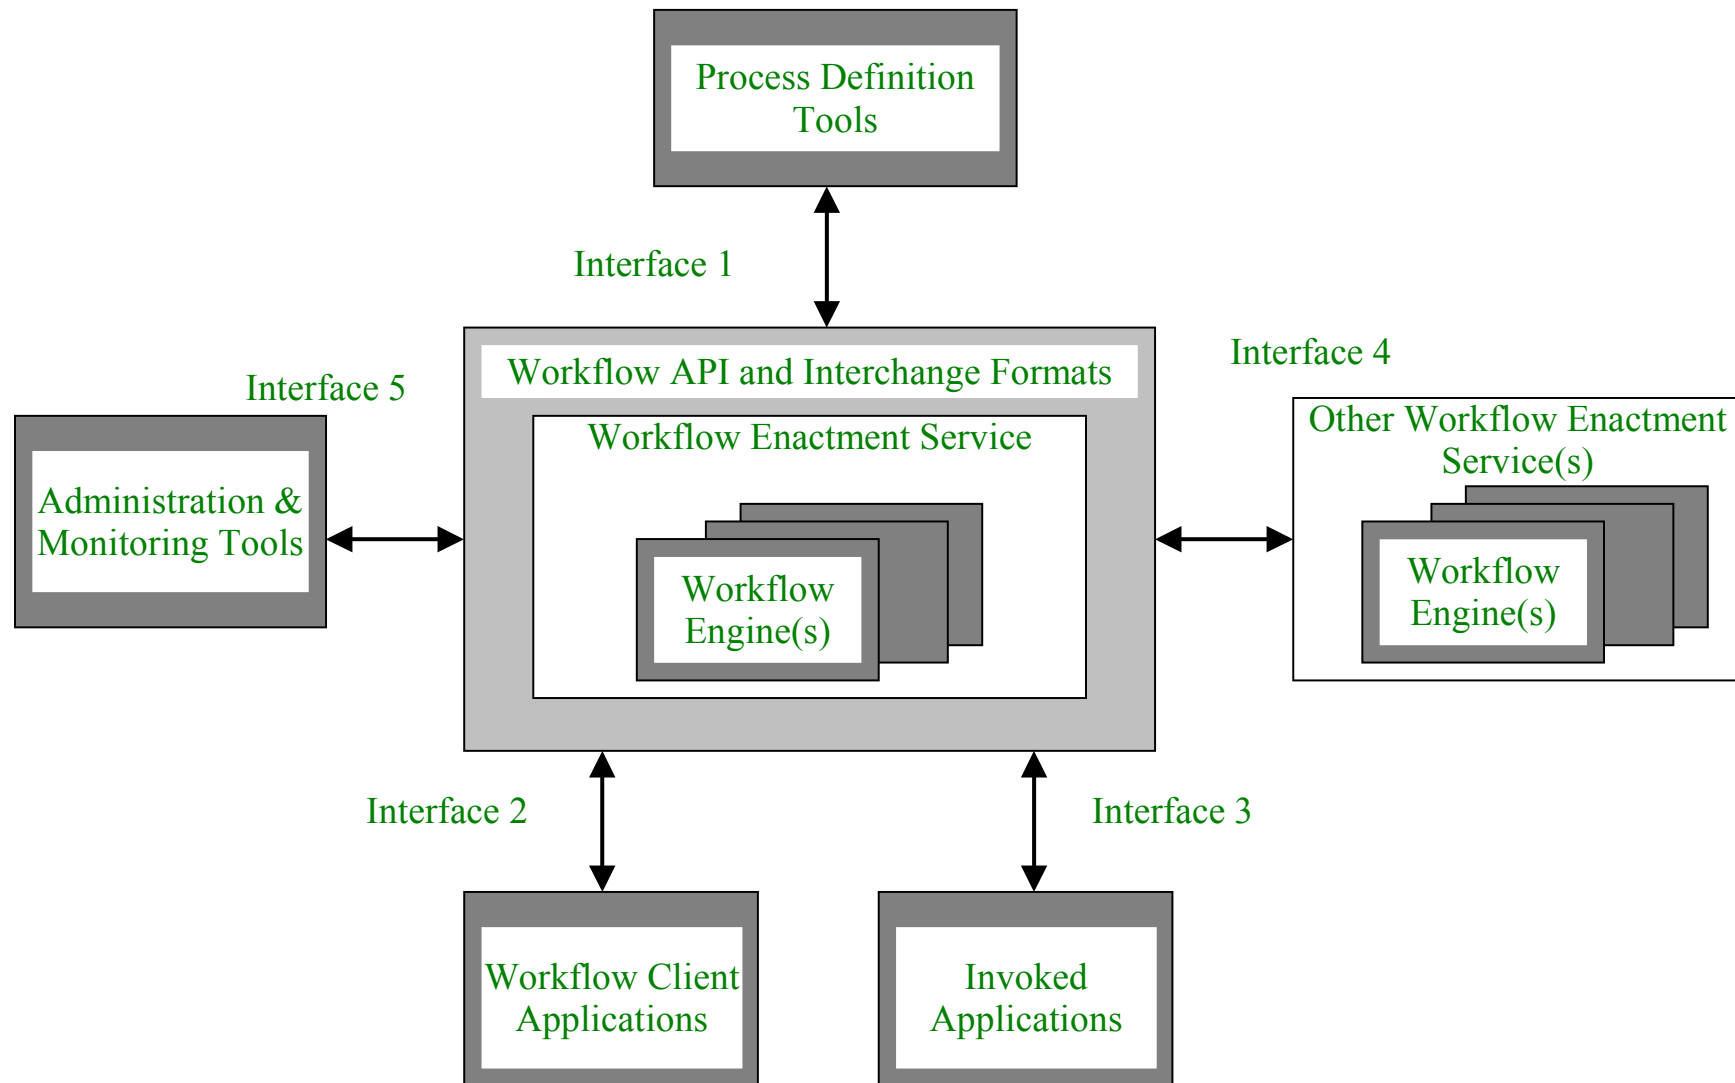 Process Definition
Tools
Interface 1
Interface 4
Workflow API and Interchange Formats
Interface 5
Other Workflow Enactment
Service(s)
Workflow Enactment Service
Administration &
Monitoring Tools
Workflow
Engine(s)
Workflow
Engine(s)
Interface 2
Interface 3
Workflow Client
Applications
Invoked
Applications